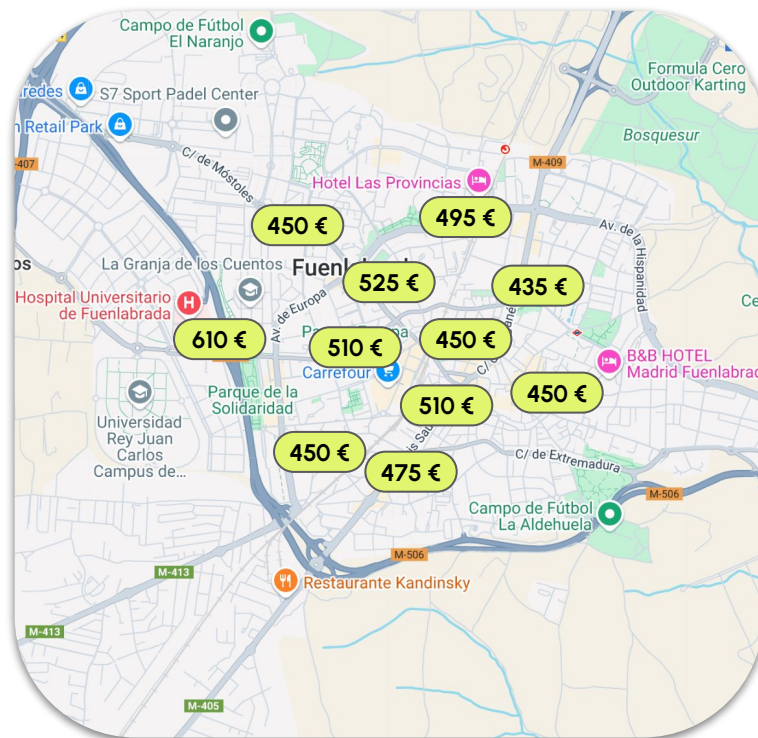 Campo de Fútbol
El Naranjo
S7 Sport Padel Center
Formula Cero
Outdoor Karting
Retail Park
Bosquesur
-407
C/ de Móstoles
M-409
Hotel Las Provincias
495 €
450 €
Av. de la Hispanidad
La Granja de los Cuentos
525 €
435 €
Hospital Universitario
de Fuenlabrada
Av. de Europa
610 €
510 €
450 €
B&B HOTEL
Madrid Fuenlabrad
Carrefour
Parque de la
Solidaridad
450 €
510 €
Universidad
Rey Juan
Carlos
Campus de...
450 €
475 €
C/ de Extremadura
M-506
Campo de Fútbol
La Aldehuela
M-506
M-413
Restaurante Kandinsky
M-413
M-405